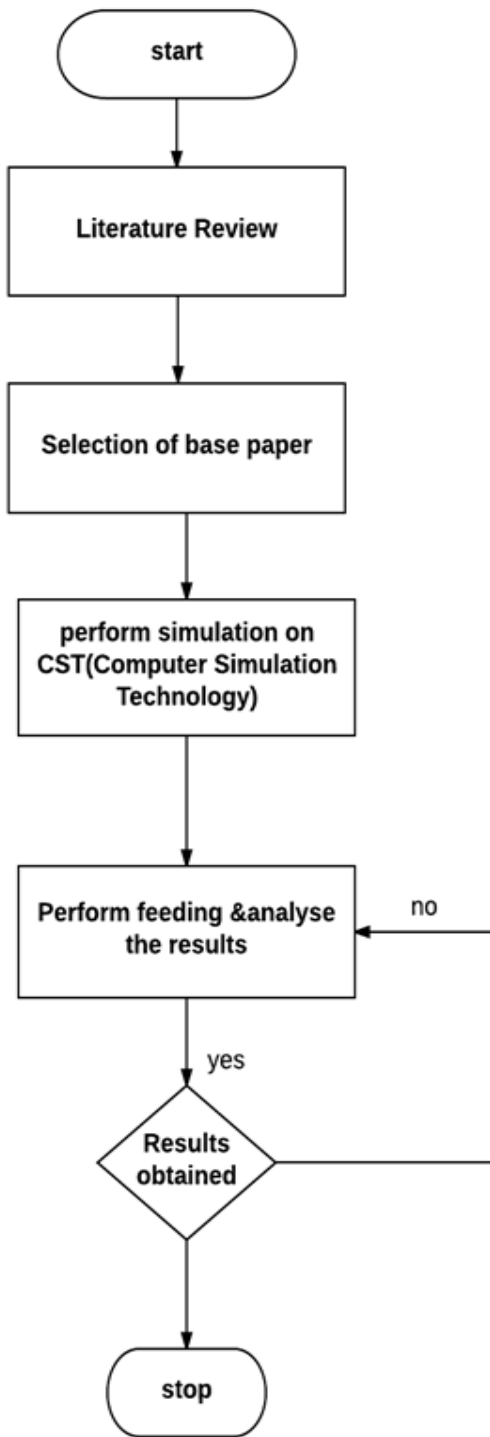 start
Literature Review
Selection of base paper
perform simulation on
CST(Computer Simulation
Technology)
Perform feeding &analyse
the results
no
yes
Results
obtained
stop